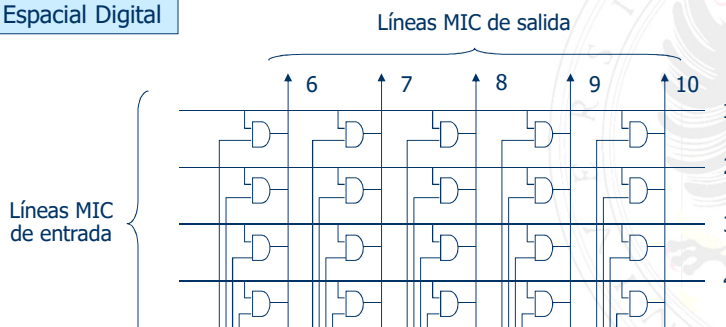 Espacial Digital
Líneas MIC de salida
6 7 8 9 10
Líneas MIC
de entrada